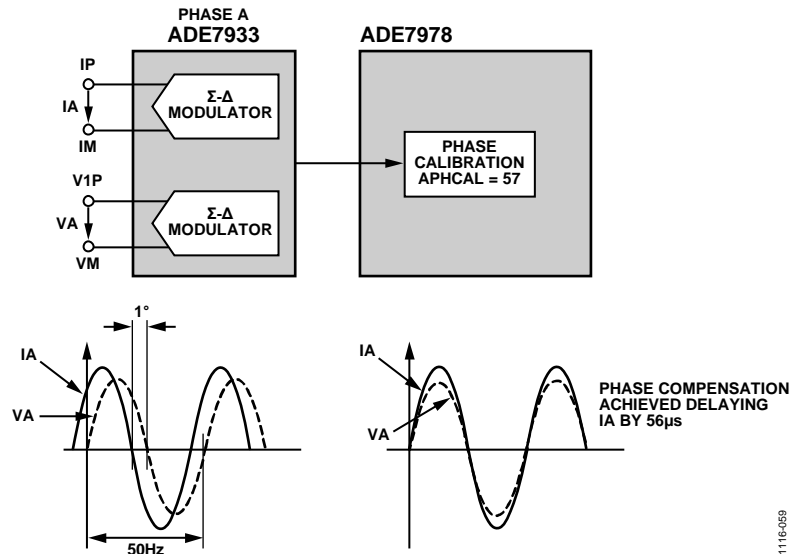 PHASE A
ADE7933
ADE7978
IP
IA
IM
Σ-Δ
MODULATOR
V1P
VA
VM
Σ-Δ
MODULATOR
PHASE
CALIBRATION
APHCAL = 57
1°
IA
VA
50Hz
IA
VA
PHASE COMPENSATION
ACHIEVED DELAYING
IA BY 56µs
1116-059